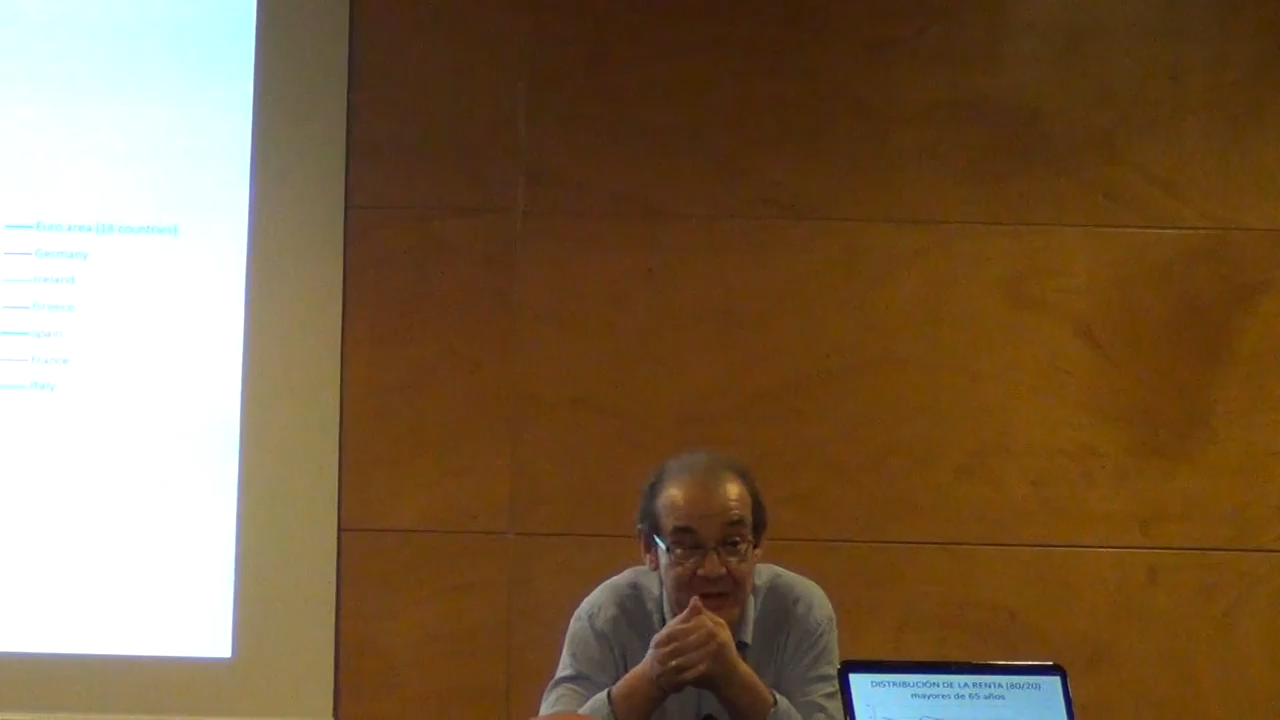 Euro area (18 countries)
Germany
Ireland
Greece
Spain
France
Italy
DISTRIBUCIÓN DE LA RENTA (80/20)
mayores de 65 años